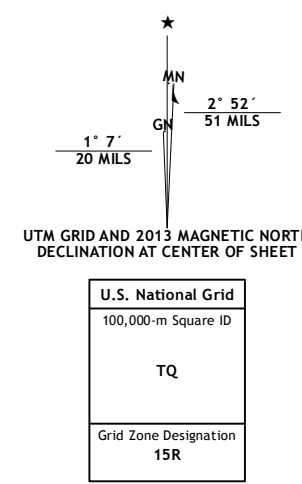 ★
MN
GN
1° 7´
20 MILS
2° 52´
51 MILS
UTM GRID AND 2013 MAGNETIC NORTH
DECLINATION AT CENTER OF SHEET
U.S. National Grid
100,000-m Square ID
TQ
Grid Zone Designation
15R